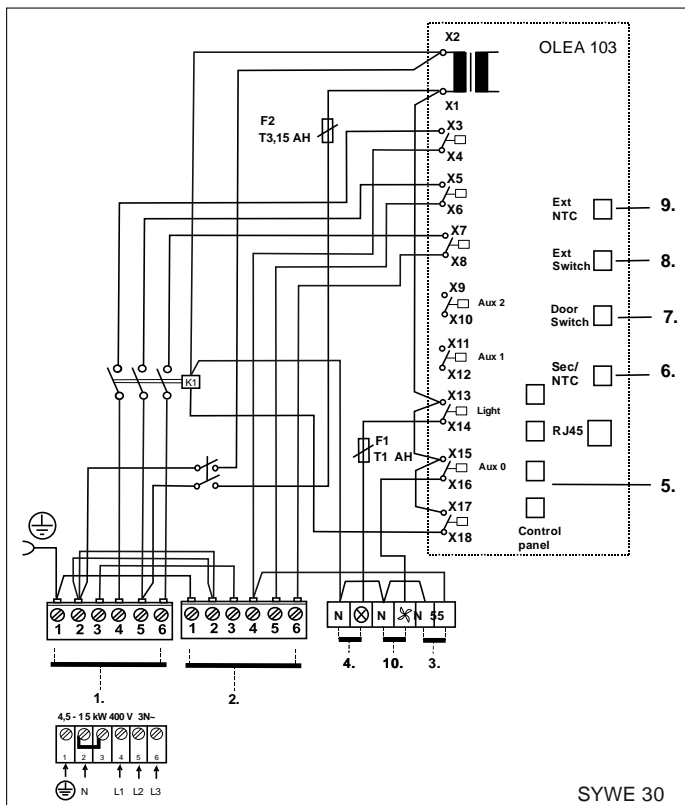 X2
OLEA 103
X1
F2
T3,15 AH
X3
X4
X5
X6
Ext
NTC
9.
X7
X8
Ext
Switch
8.
X9
Aux 2
X10
Door
Switch
7.
X11
Aux 1
X12
Sec/
NTC
6.
K1
X13
Light
X14
RJ45
F1
T1 AH
X15
Aux 0
X16
5.
X17
X18
Control
panel
1 2 3 4 5 6
1 2 3 4 5 6
N N N 55
4. 10. 3.
1. 2.
4,5 - 15 kW 400 V 3N~
1 2 3 4 5 6
N L1 L2 L3
SYWE 30